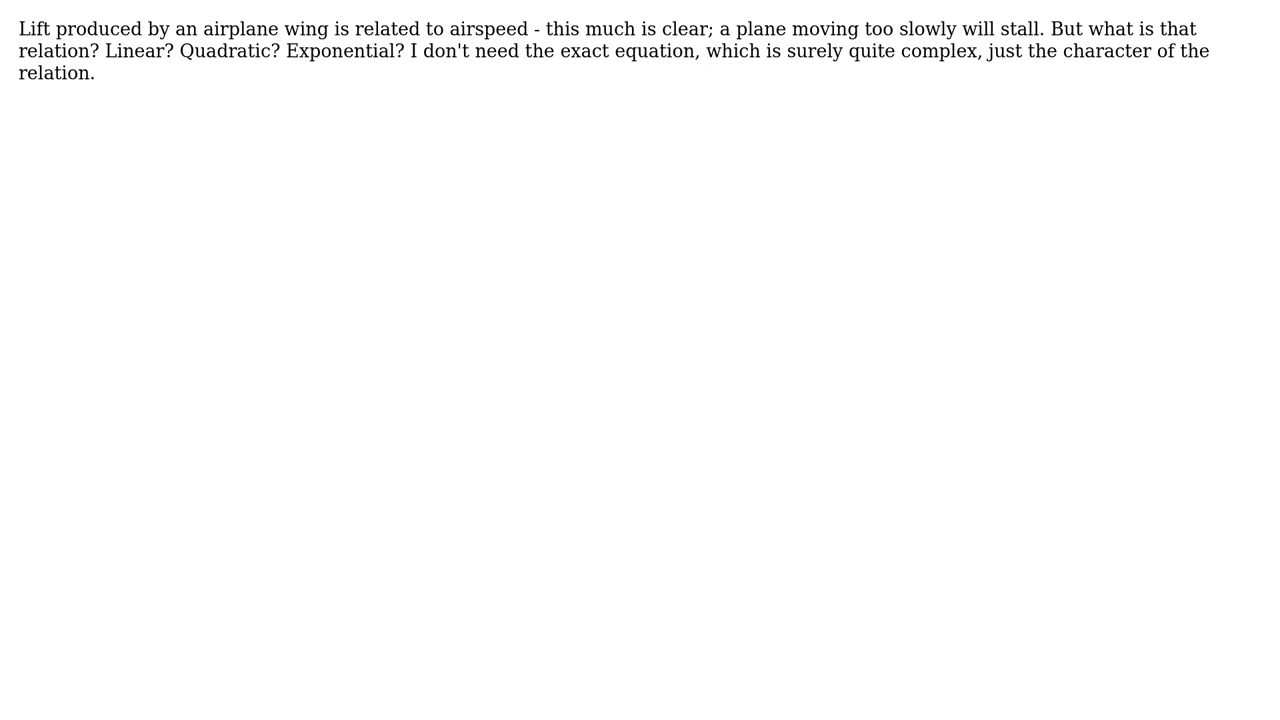 Lift produced by an airplane wing is related to airspeed - this much is clear; a plane moving too slowly will stall. But what is that
relation? Linear? Quadratic? Exponential? I don't need the exact equation, which is surely quite complex, just the character of the
relation.